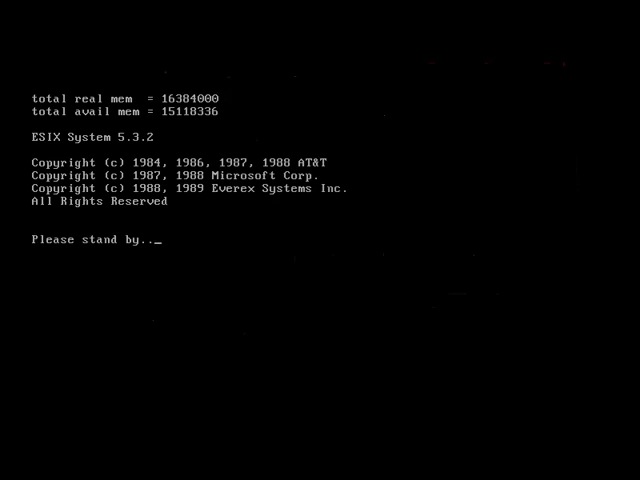 total real mem  = 16384000
total avail mem = 15118336
ESIX System 5.3.2
Copyright (c) 1984, 1986, 1987, 1988 AT&T
Copyright (c) 1987, 1988 Microsoft Corp.
Copyright (c) 1988, 1989 Everex Systems Inc.
All Rights Reserved
Please stand by.._